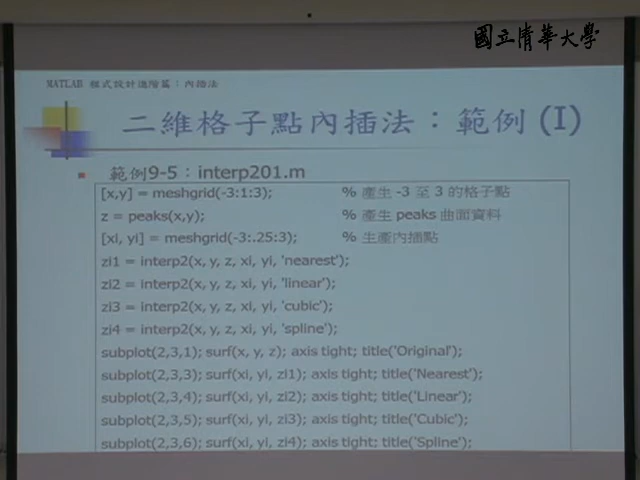 國立清華大學
MATLAB 程式設計進階篇：內插法
二維格子點內插法：範例 (I)
範例9-5：interp201.m
[x,y] = meshgrid(-3:1:3); % 產生 -3 至 3 的格子點
z = peaks(x,y); % 產生 peaks 曲面資料
[xi, yi] = meshgrid(-3:.25:3); % 生產內插點
zi1 = interp2(x, y, z, xi, yi, 'nearest');
zi2 = interp2(x, y, z, xi, yi, 'linear');
zi3 = interp2(x, y, z, xi, yi, 'cubic');
zi4 = interp2(x, y, z, xi, yi, 'spline');
subplot(2,3,1); surf(x, y, z); axis tight; title('Original');
subplot(2,3,3); surf(xi, yi, zi1); axis tight; title('Nearest');
subplot(2,3,4); surf(xi, yi, zi2); axis tight; title('Linear');
subplot(2,3,5); surf(xi, yi, zi3); axis tight; title('Cubic');
subplot(2,3,6); surf(xi, yi, zi4); axis tight; title('Spline');